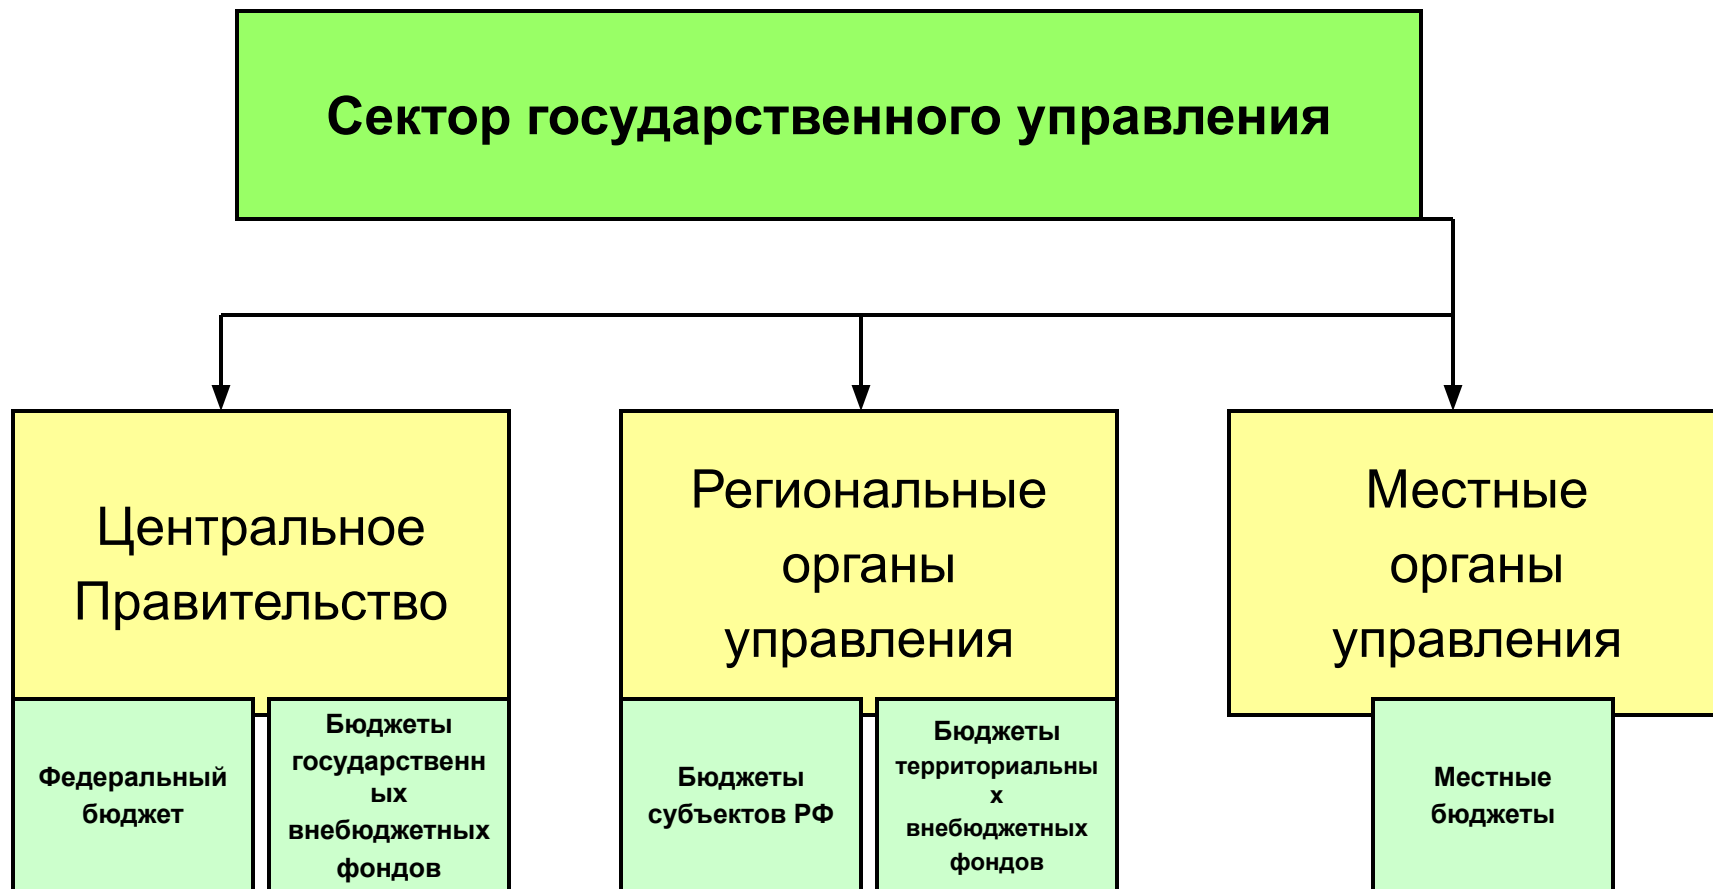 Сектор государственного управления
Центральное
Правительство
Региональные
органы
управления
Местные
органы
управления
Федеральный
бюджет
Бюджеты
государственн
ых
внебюджетных
фондов
Бюджеты
субъектов РФ
Бюджеты
территориальны
х
внебюджетных
фондов
Местные
бюджеты